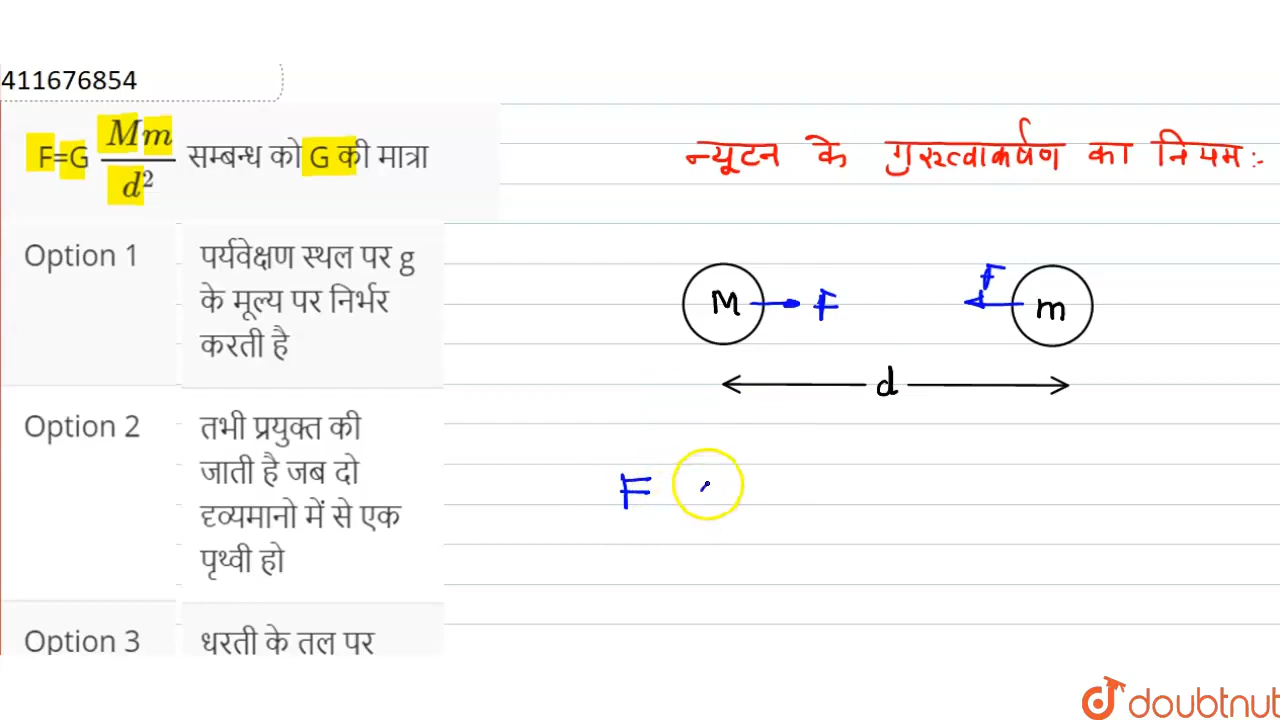 411676854
F=G Mm/d² सम्बन्ध को G की मात्रा
न्यूटन के गुरुत्वाकर्षण का नियम:-
Option 1
पर्यवेक्षण स्थल पर g
के मूल्य पर निर्भर
करती है
M F
F m
d
Option 2
तभी प्रयुक्त की
जाती है जब दो
दृव्यमानो में से एक
पृथ्वी हो
F
Option 3
धरती के तल पर
doubtnut